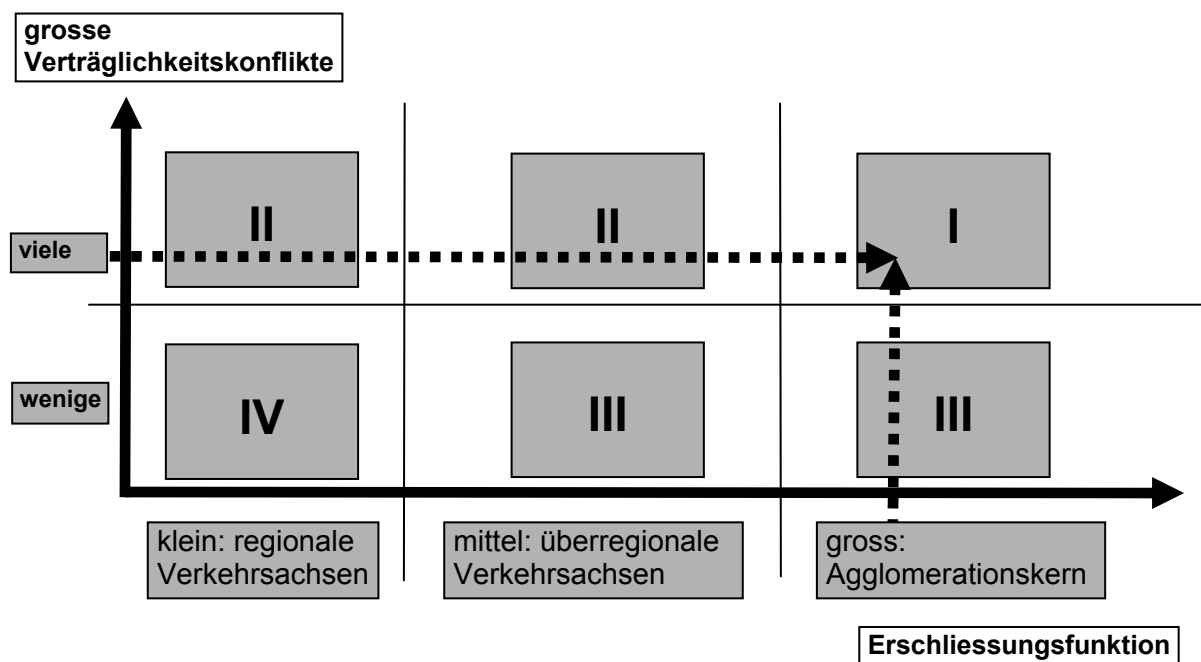 grosse
Verträglichkeitskonflikte
II
II
I
viele
wenige
IV
III
III
klein: regionale
Verkehrsachsen
mittel: überregionale
Verkehrsachsen
gross:
Agglomerationskern
Erschliessungsfunktion